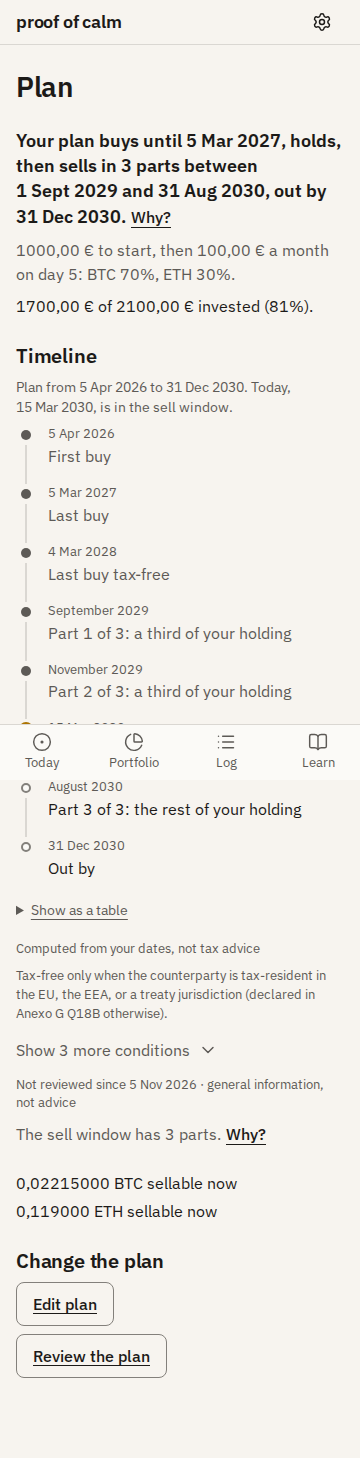 proof of calm
Plan
Your plan buys until 5 Mar 2027, holds,
then sells in 3 parts between
1 Sept 2029 and 31 Aug 2030, out by
31 Dec 2030. Why?
1000,00 € to start, then 100,00 € a month
on day 5: BTC 70%, ETH 30%.
1700,00 € of 2100,00 € invested (81%).
Timeline
Plan from 5 Apr 2026 to 31 Dec 2030. Today,
15 Mar 2030, is in the sell window.
5 Apr 2026
First buy
5 Mar 2027
Last buy
4 Mar 2028
Last buy tax-free
September 2029
Part 1 of 3: a third of your holding
November 2029
Part 2 of 3: a third of your holding
Today
Portfolio
Log
Learn
August 2030
Part 3 of 3: the rest of your holding
31 Dec 2030
Out by
Show as a table
Computed from your dates, not tax advice
Tax-free only when the counterparty is tax-resident in
the EU, the EEA, or a treaty jurisdiction (declared in
Anexo G Q18B otherwise).
Show 3 more conditions
Not reviewed since 5 Nov 2026 · general information,
not advice
The sell window has 3 parts. Why?
0,02215000 BTC sellable now
0,119000 ETH sellable now
Change the plan
Edit plan
Review the plan